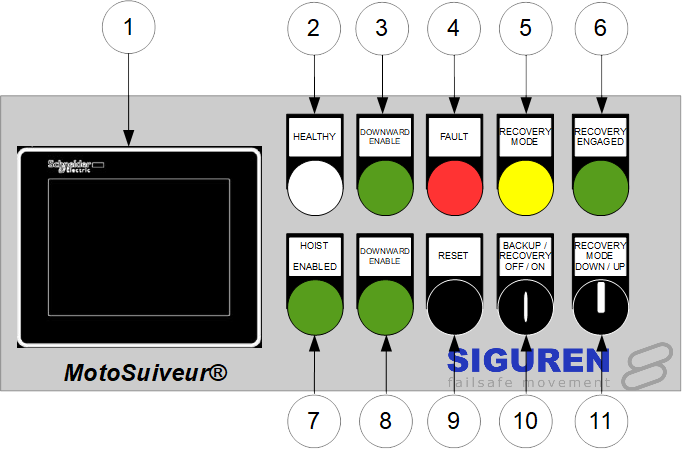 1
2
3
4
5
6
Schneider
Electric
HEALTHY
DOWNWARD
ENABLE
FAULT
RECOVERY
MODE
RECOVERY
ENGAGED
HOIST
ENABLED
DOWNWARD
ENABLE
RESET
BACKUP /
RECOVERY
OFF / ON
RECOVERY
MODE
DOWN / UP
MotoSuiveur®
SIGUREN
failsafe movement
7
8
9
10
11